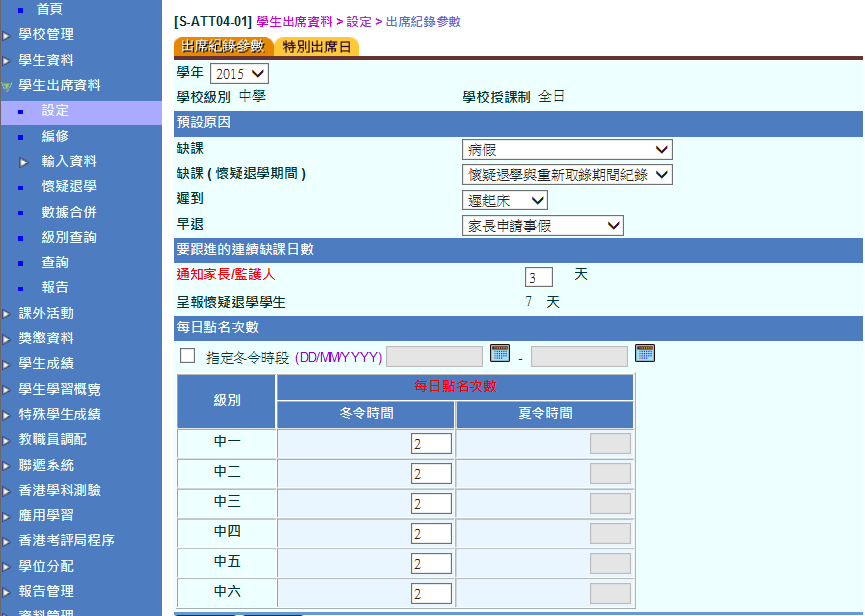 首頁
學校管理
學生資料
學生出席資料
設定
編修
輸入資料
懷疑退學
數據合併
級別查詢
查詢
報告
課外活動
獎懲資料
學生成績
學生學習概覽
特殊學生成績
教職員調配
聯遞系統
香港學科測驗
應用學習
香港考評局程序
學位分配
報告管理
資料管理
[S-ATT04-01] 學生出席資料 > 設定 > 出席紀錄參數
出席紀錄參數 特別出席日
學年 2015
學校級別 中學 學校授課制 全日
預設原因
缺課 病假
缺課 ( 懷疑退學期間 ) 懷疑退學與重新取錄期間紀錄
遲到 遲起床
早退 家長申請事假
要跟進的連續缺課日數
通知家長/監護人 3 天
呈報懷疑退學學生 7 天
每日點名次數
指定冬令時段 (DD/MM/YYYY) -
級別 每日點名次數
冬令時間 夏令時間
中一 2
中二 2
中三 2
中四 2
中五 2
中六 2